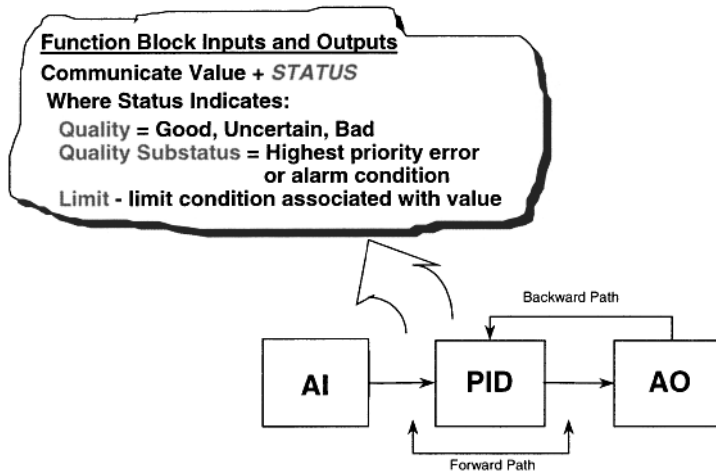 Function Block Inputs and Outputs
Communicate Value + STATUS
Where Status Indicates:
Quality = Good, Uncertain, Bad
Quality Substatus = Highest priority error
or alarm condition
Limit - limit condition associated with value
Backward Path
AI
PID
AO
Forward Path